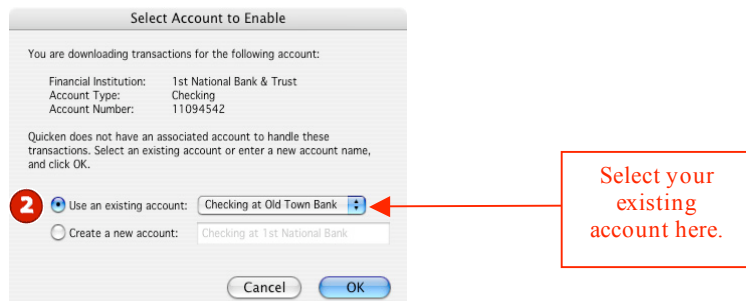 Select Account to Enable
You are downloading transactions for the following account:
Financial Institution: 1st National Bank & Trust
Account Type: Checking
Account Number: 11094542
Quicken does not have an associated account to handle these
transactions. Select an existing account or enter a new account name,
and click OK.
2 Use an existing account: Checking at Old Town Bank
Create a new account: Checking at 1st National Bank
Cancel OK
Select your
existing
account here.